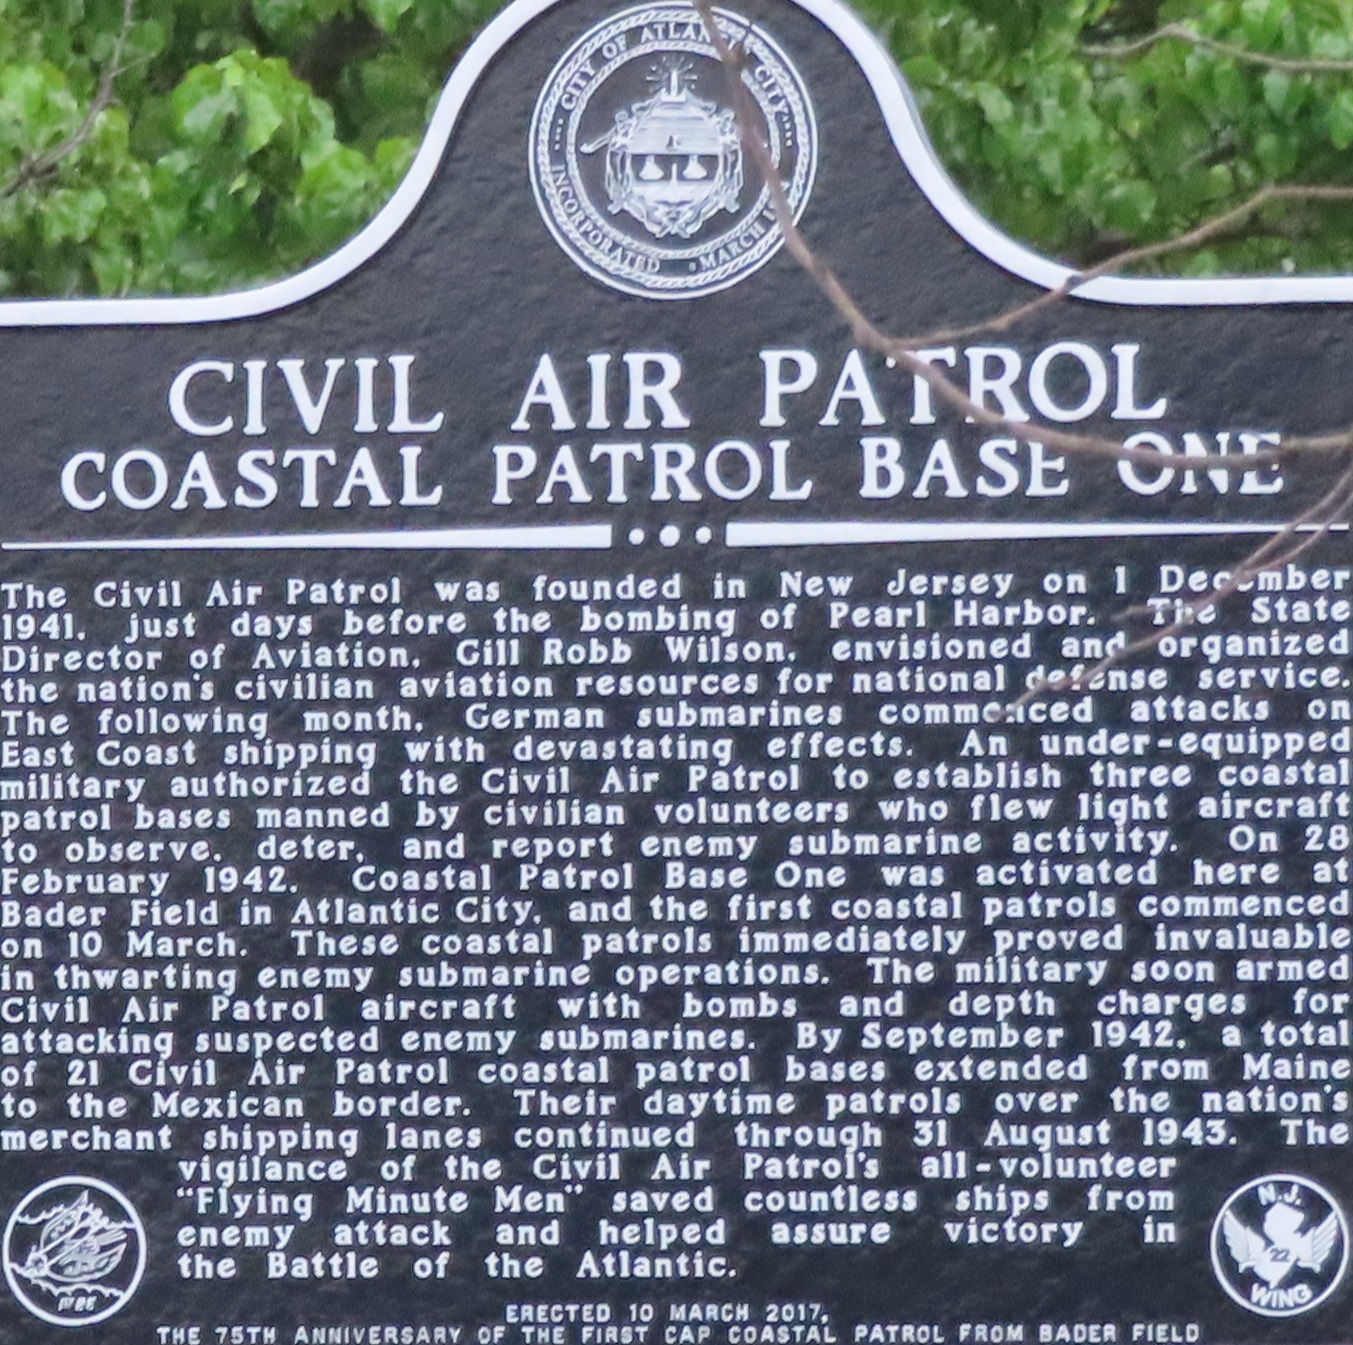 CITY OF ATLANTIC CITY
INCORPORATED MARCH
CIVIL AIR PATROL
COASTAL PATROL BASE ONE
The Civil Air Patrol was founded in New Jersey on 1 December
1941, just days before the bombing of Pearl Harbor. The State
Director of Aviation, Gill Robb Wilson, envisioned and organized
the nation's civilian aviation resources for national defense service.
The following month, German submarines commenced attacks on
East Coast shipping with devastating effects. An under-equipped
military authorized the Civil Air Patrol to establish three coastal
patrol bases manned by civilian volunteers who flew light aircraft
to observe, deter, and report enemy submarine activity. On 28
February 1942, Coastal Patrol Base One was activated here at
Bader Field in Atlantic City, and the first coastal patrols commenced
on 10 March. These coastal patrols immediately proved invaluable
in thwarting enemy submarine operations. The military soon armed
Civil Air Patrol aircraft with bombs and depth charges for
attacking suspected enemy submarines. By September 1942, a total
of 21 Civil Air Patrol coastal patrol bases extended from Maine
to the Mexican border. Their daytime patrols over the nation's
merchant shipping lanes continued through 31 August 1943. The
vigilance of the Civil Air Patrol's all-volunteer
"Flying Minute Men" saved countless ships from
enemy attack and helped assure victory in
the Battle of the Atlantic.
N.J.
22
WING
ERECTED 10 MARCH 2017,
THE 75TH ANNIVERSARY OF THE FIRST CAP COASTAL PATROL FROM BADER FIELD